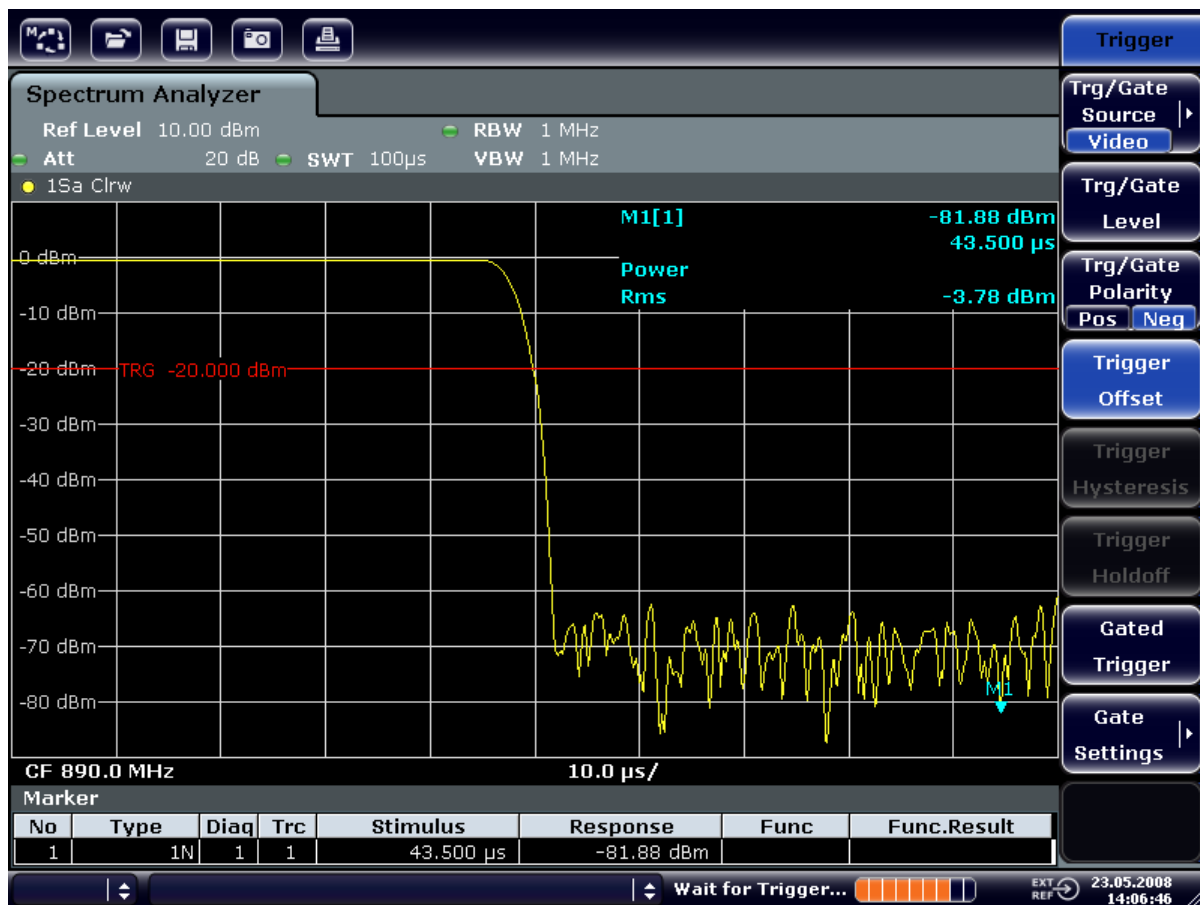 Trigger
Spectrum Analyzer
Ref Level 10.00 dBm RBW 1 MHz
Att 20 dB SWT 100µs VBW 1 MHz
1Sa Clrw
M1[1] -81.88 dBm
43.500 µs
Power
Rms -3.78 dBm
0 dBm
-10 dBm
-20 dBm
TRG -20.000 dBm
-30 dBm
-40 dBm
-50 dBm
-60 dBm
-70 dBm
-80 dBm
M1
CF 890.0 MHz 10.0 µs/
Marker
No Type Diaq Trc Stimulus Response Func Func.Result
1 1N 1 1 43.500 µs -81.88 dBm
Wait for Trigger...
EXT
REF
23.05.2008
14:06:46
Trg/Gate
Source
Video
Trg/Gate
Level
Trg/Gate
Polarity
Pos Neg
Trigger
Offset
Trigger
Hysteresis
Trigger
Holdoff
Gated
Trigger
Gate
Settings
M